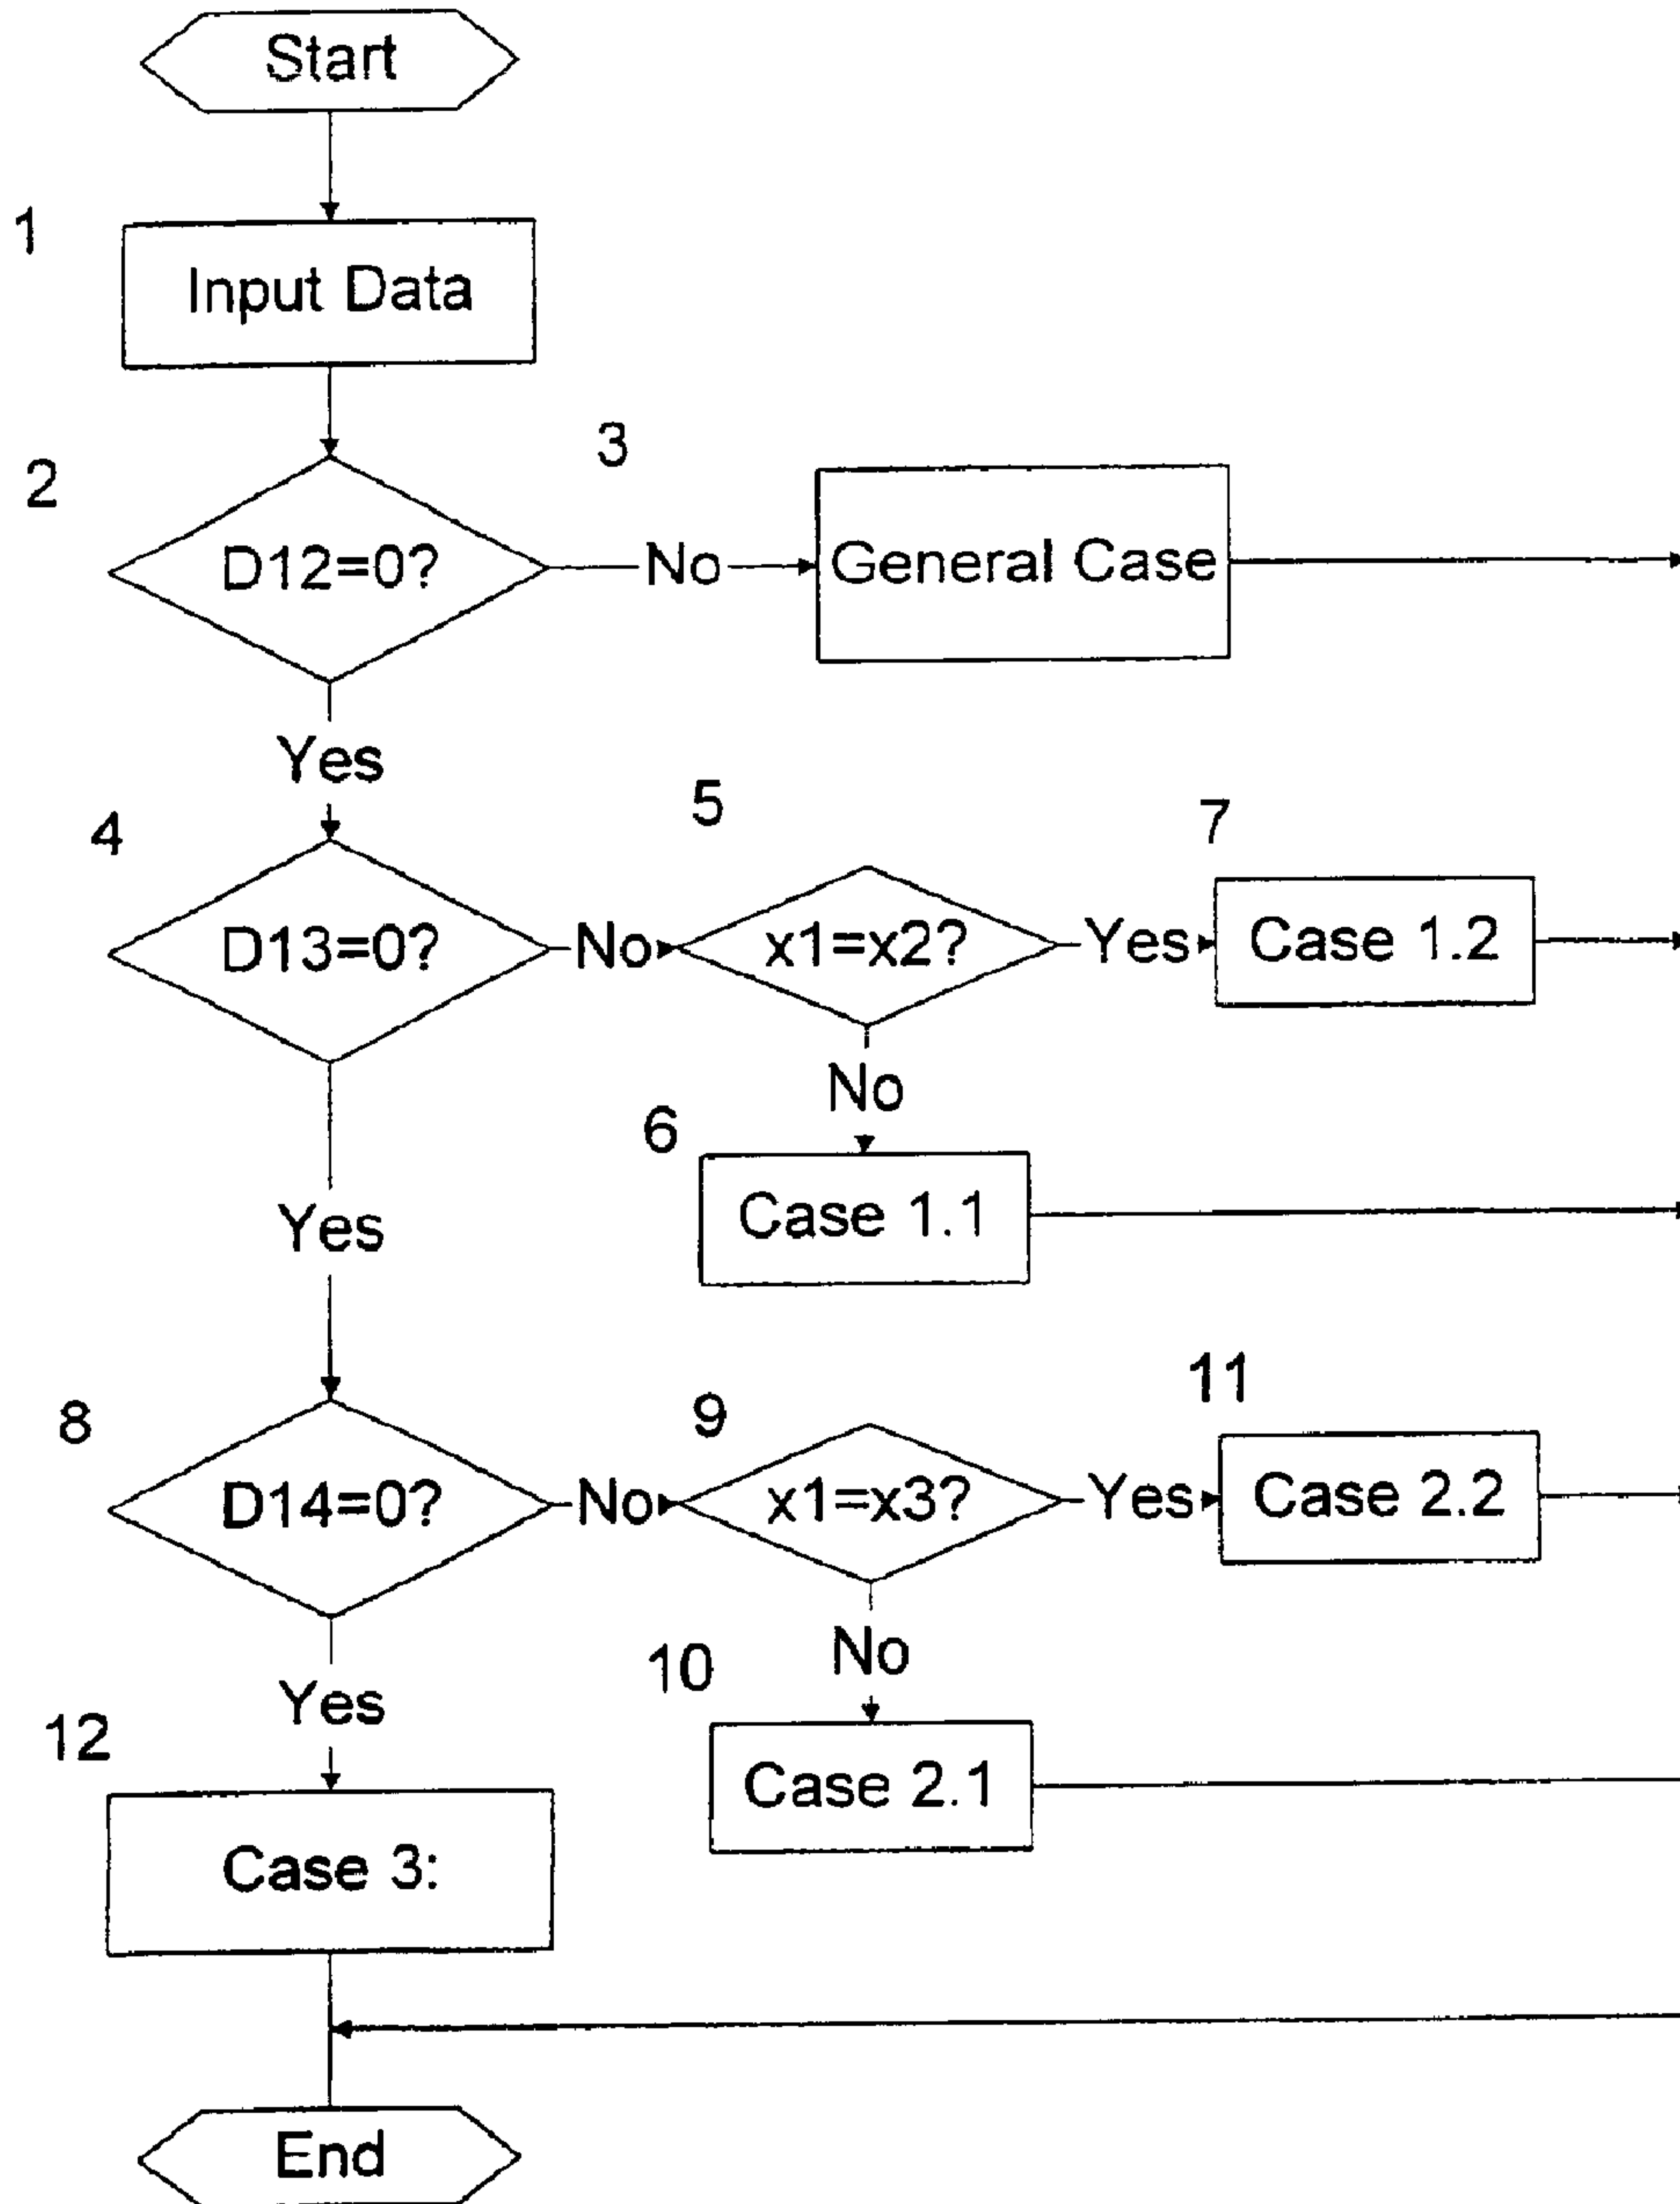 Start
1
Input Data
2
D12=0?
No
3
General Case
Yes
4
D13=0?
No
5
x1=x2?
Yes
7
Case 1.2
No
6
Case 1.1
Yes
8
D14=0?
No
9
x1=x3?
Yes
11
Case 2.2
No
10
Case 2.1
Yes
12
Case 3:
End